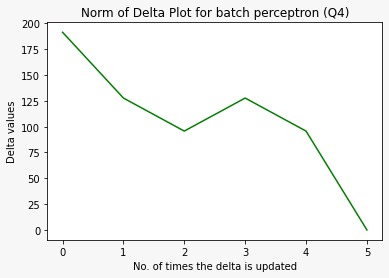 Norm of Delta Plot for batch perceptron (Q4)
200
175
150
125
100
75
50
25
0
Delta values
0 1 2 3 4 5
No. of times the delta is updated